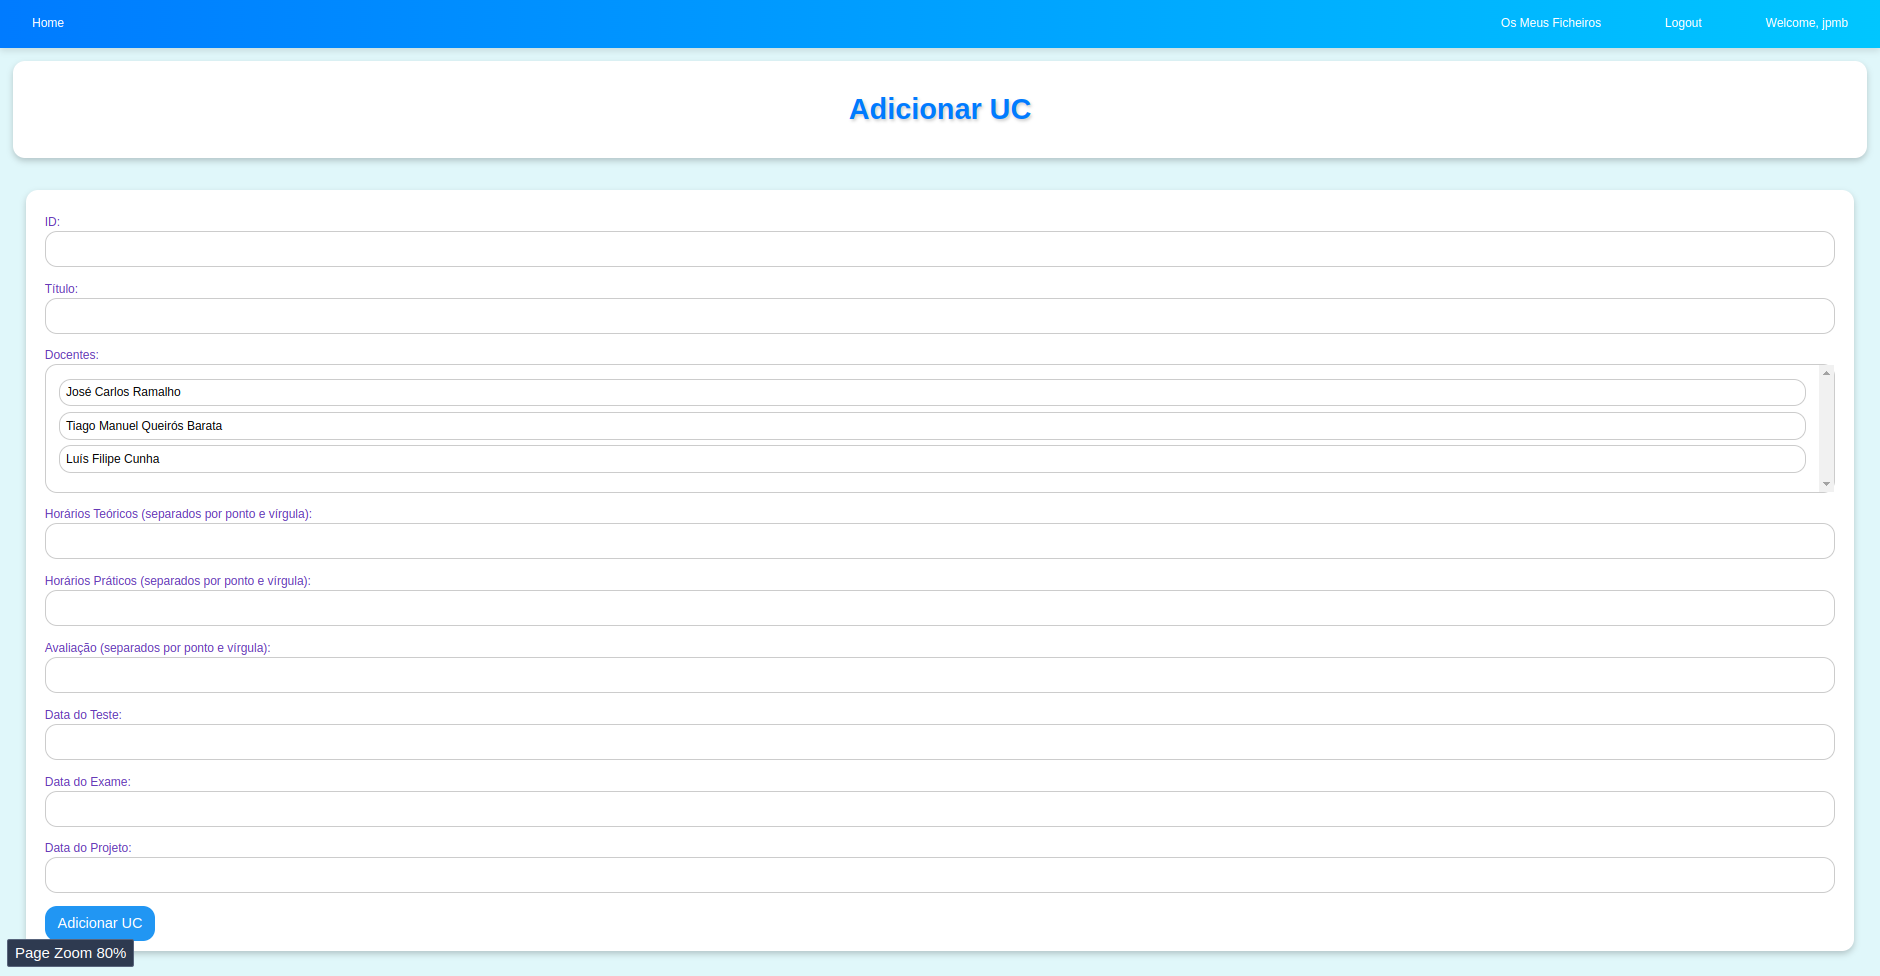 Home
Os Meus Ficheiros
Logout
Welcome, jpmb
Adicionar UC
ID:
Título:
Docentes:
José Carlos Ramalho
Tiago Manuel Queirós Barata
Luís Filipe Cunha
Horários Teóricos (separados por ponto e vírgula):
Horários Práticos (separados por ponto e vírgula):
Avaliação (separados por ponto e vírgula):
Data do Teste:
Data do Exame:
Data do Projeto:
Adicionar UC
Page Zoom 80%